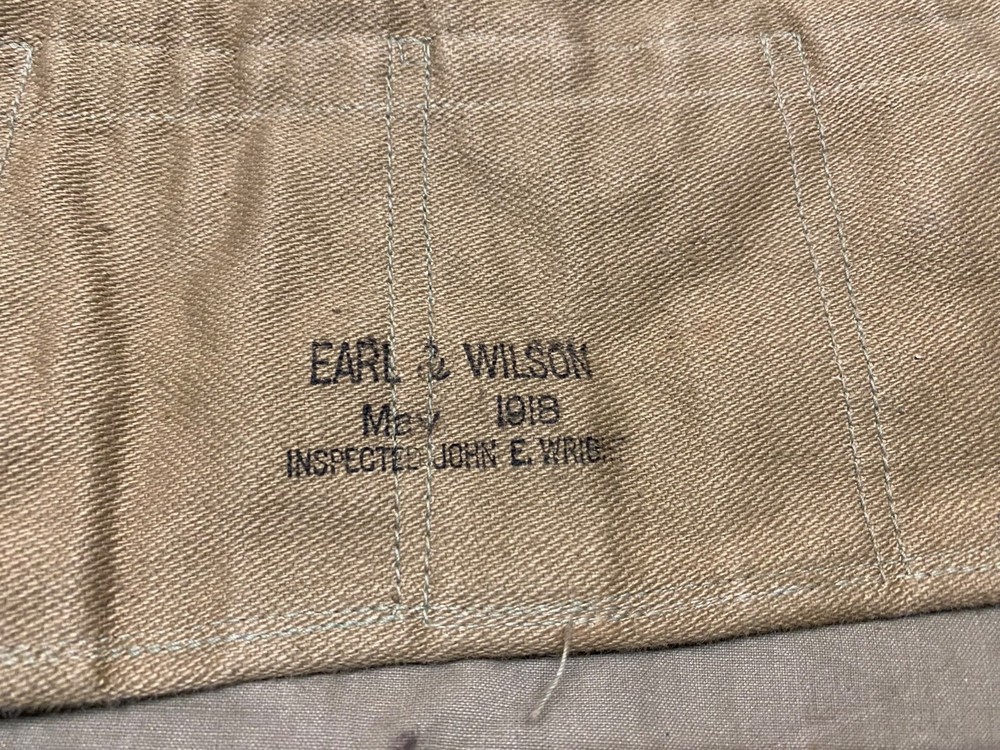 EARL & WILSON
May 1918
INSPECTED JOHN E. WRIGHT